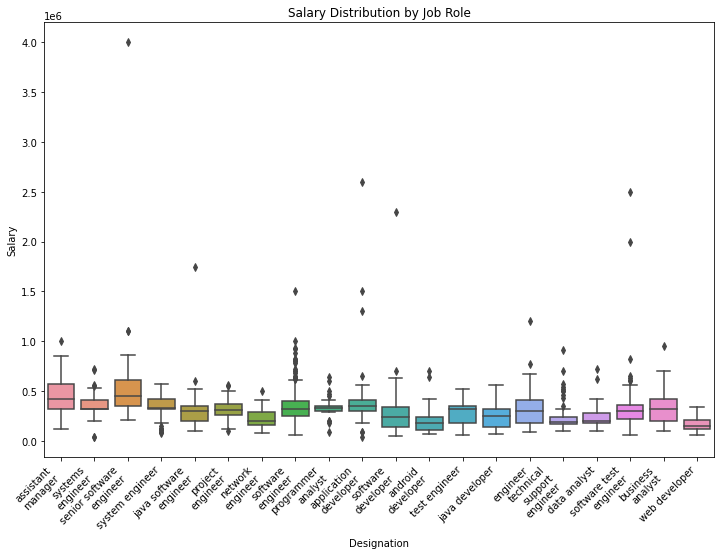 Salary Distribution by Job Role
1e6
4.0
3.5
3.0
2.5
2.0
1.5
1.0
0.5
0.0
Salary
assistant
manager
systems
engineer
senior software
engineer
system engineer
java software
engineer
project
engineer
network
engineer
software
engineer
programmer
analyst
application
developer
software
developer
android
developer
test engineer
java developer
engineer
technical
support
engineer
data analyst
software test
engineer
business
analyst
web developer
Designation